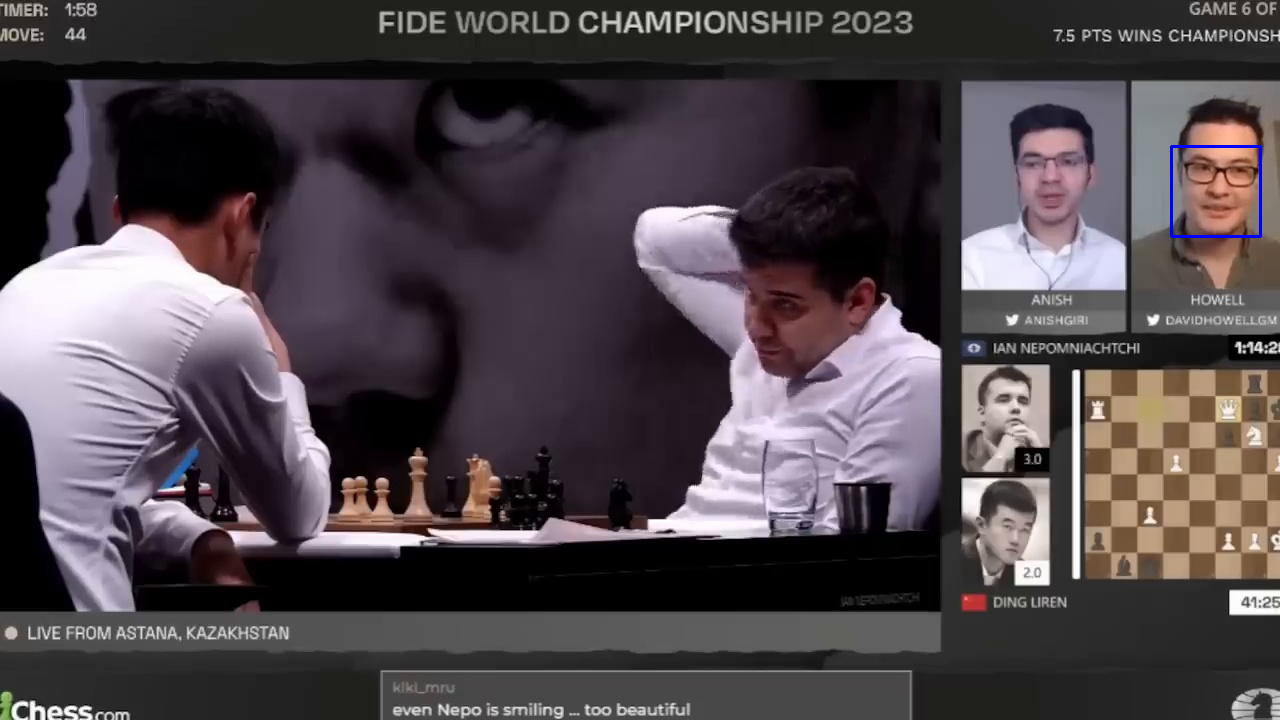 TIMER: 1:58
MOVE: 44
FIDE WORLD CHAMPIONSHIP 2023
GAME 6 OF
7.5 PTS WINS CHAMPIONSH
ANISH
ANISHGIRI
HOWELL
DAVIDHOWELLGM
IAN NEPOMNIACHTCHI
1:14:2
3.0
2.0
DING LIREN
41:25
IAN NEPOMNIACHTCHI
LIVE FROM ASTANA, KAZAKHSTAN
Chess.com
kiki_mru
even Nepo is smiling ... too beautiful